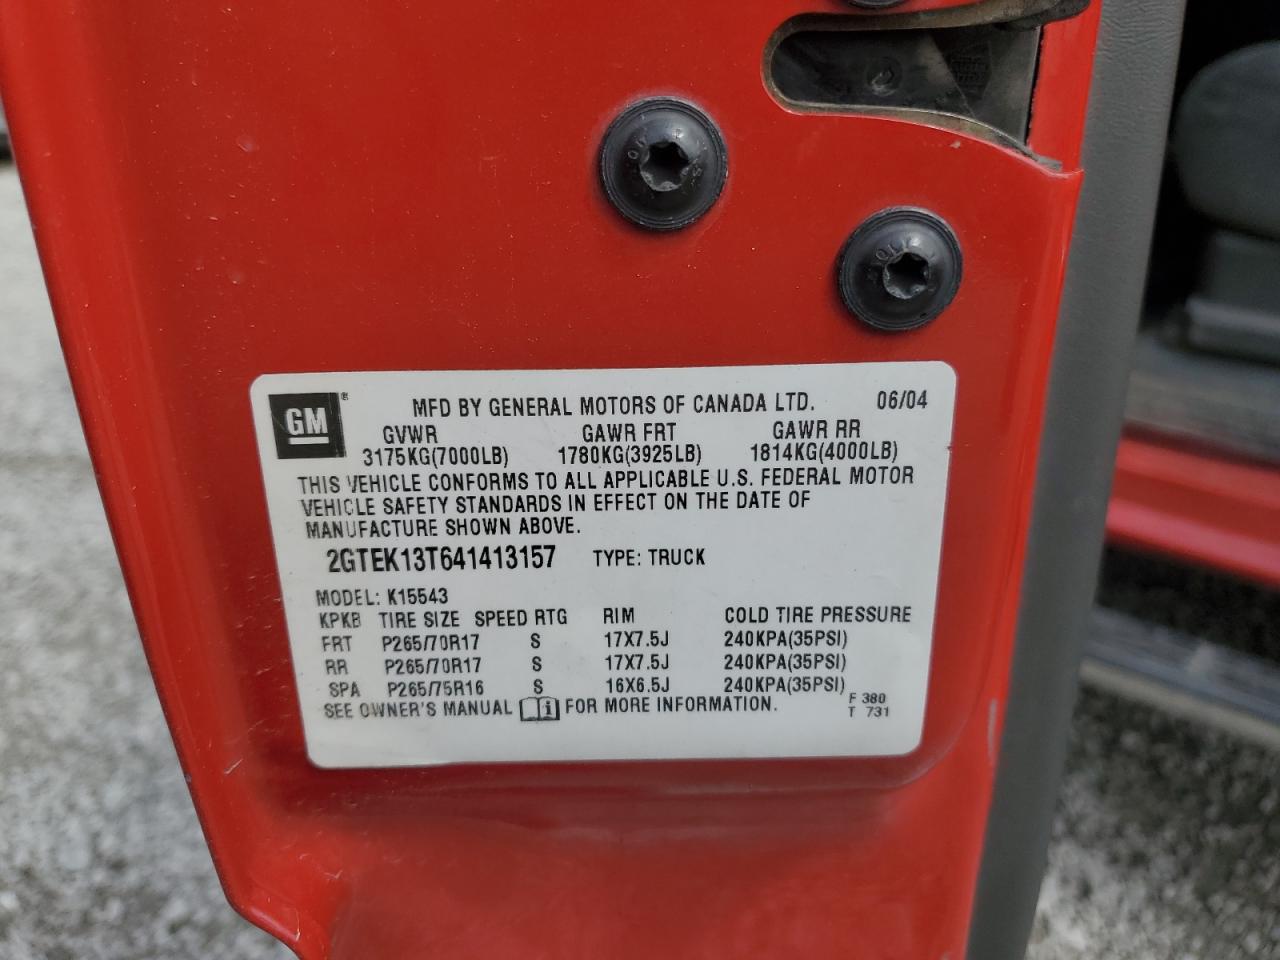 GM ®
MFD BY GENERAL MOTORS OF CANADA LTD. 06/04
GVWR GAWR FRT GAWR RR
3175KG(7000LB) 1780KG(3925LB) 1814KG(4000LB)
THIS VEHICLE CONFORMS TO ALL APPLICABLE U.S. FEDERAL MOTOR
VEHICLE SAFETY STANDARDS IN EFFECT ON THE DATE OF
MANUFACTURE SHOWN ABOVE.
2GTEK13T641413157 TYPE: TRUCK
MODEL: K15543
KPKB TIRE SIZE SPEED RTG RIM COLD TIRE PRESSURE
FRT P265/70R17 S 17X7.5J 240KPA(35PSI)
RR P265/70R17 S 17X7.5J 240KPA(35PSI)
SPA P265/75R16 S 16X6.5J 240KPA(35PSI)
SEE OWNER'S MANUAL FOR MORE INFORMATION.
F 380
T 731